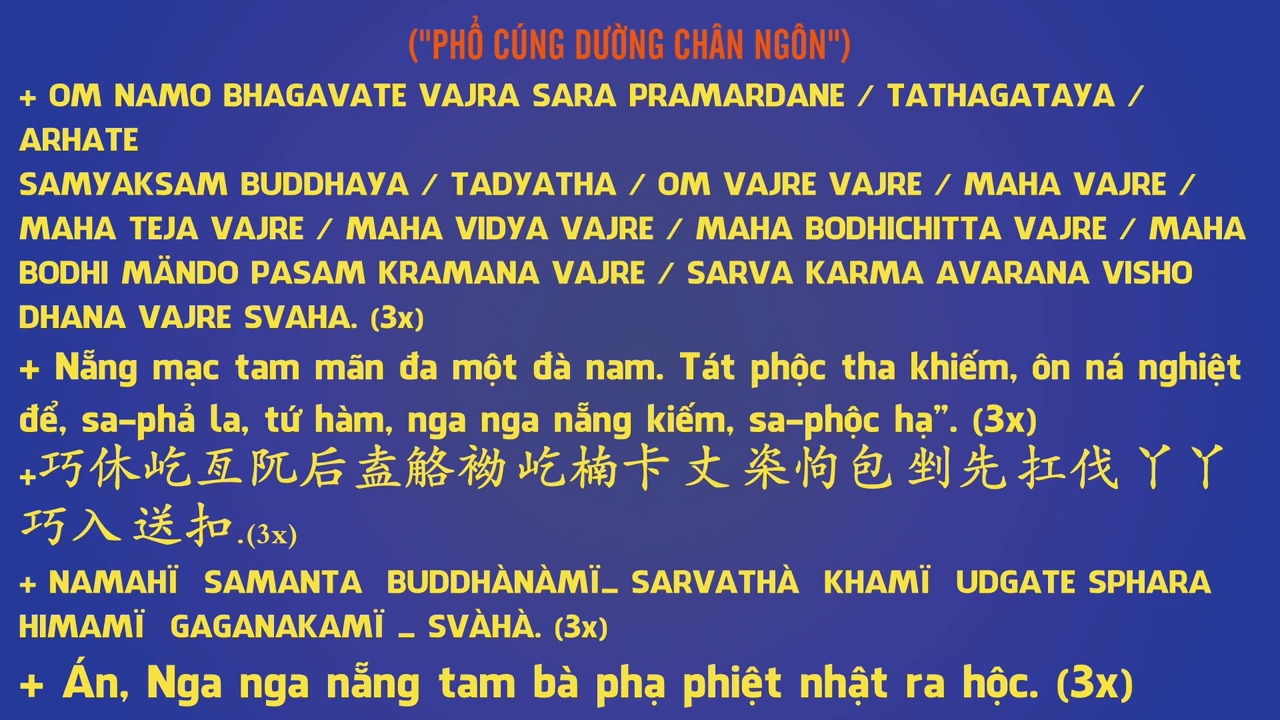 ("PHỔ CÚNG DƯỜNG CHÂN NGÔN")
+ OM NAMO BHAGAVATE VAJRA SARA PRAMARDANE / TATHAGATAYA /
ARHATE
SAMYAKSAM BUDDHAYA / TADYATHA / OM VAJRE VAJRE / MAHA VAJRE /
MAHA TEJA VAJRE / MAHA VIDYA VAJRE / MAHA BODHICHITTA VAJRE / MAHA
BODHI MÄNDO PASAM KRAMANA VAJRE / SARVA KARMA AVARANA VISHO
DHANA VAJRE SVAHA. (3x)
+ Nẵng mạc tam mãn đa một đà nam. Tát phộc tha khiếm, ôn ná nghiệt
để, sa-phả la, tứ hàm, nga nga nẵng kiếm, sa-phộc hạ”. (3x)
+巧休屹亙阢后盍觡袎屹楠卡丈粢怐包剉先扛伐丫丫
巧入送扣.(3x)
+ NAMAHÏ SAMANTA BUDDHÀNÀMÏ_ SARVATHÀ KHAMÏ UDGATE SPHARA
HIMAMÏ GAGANAKAMÏ _ SVÀHÀ. (3x)
+ Án, Nga nga nẵng tam bà phạ phiệt nhật ra hộc. (3x)